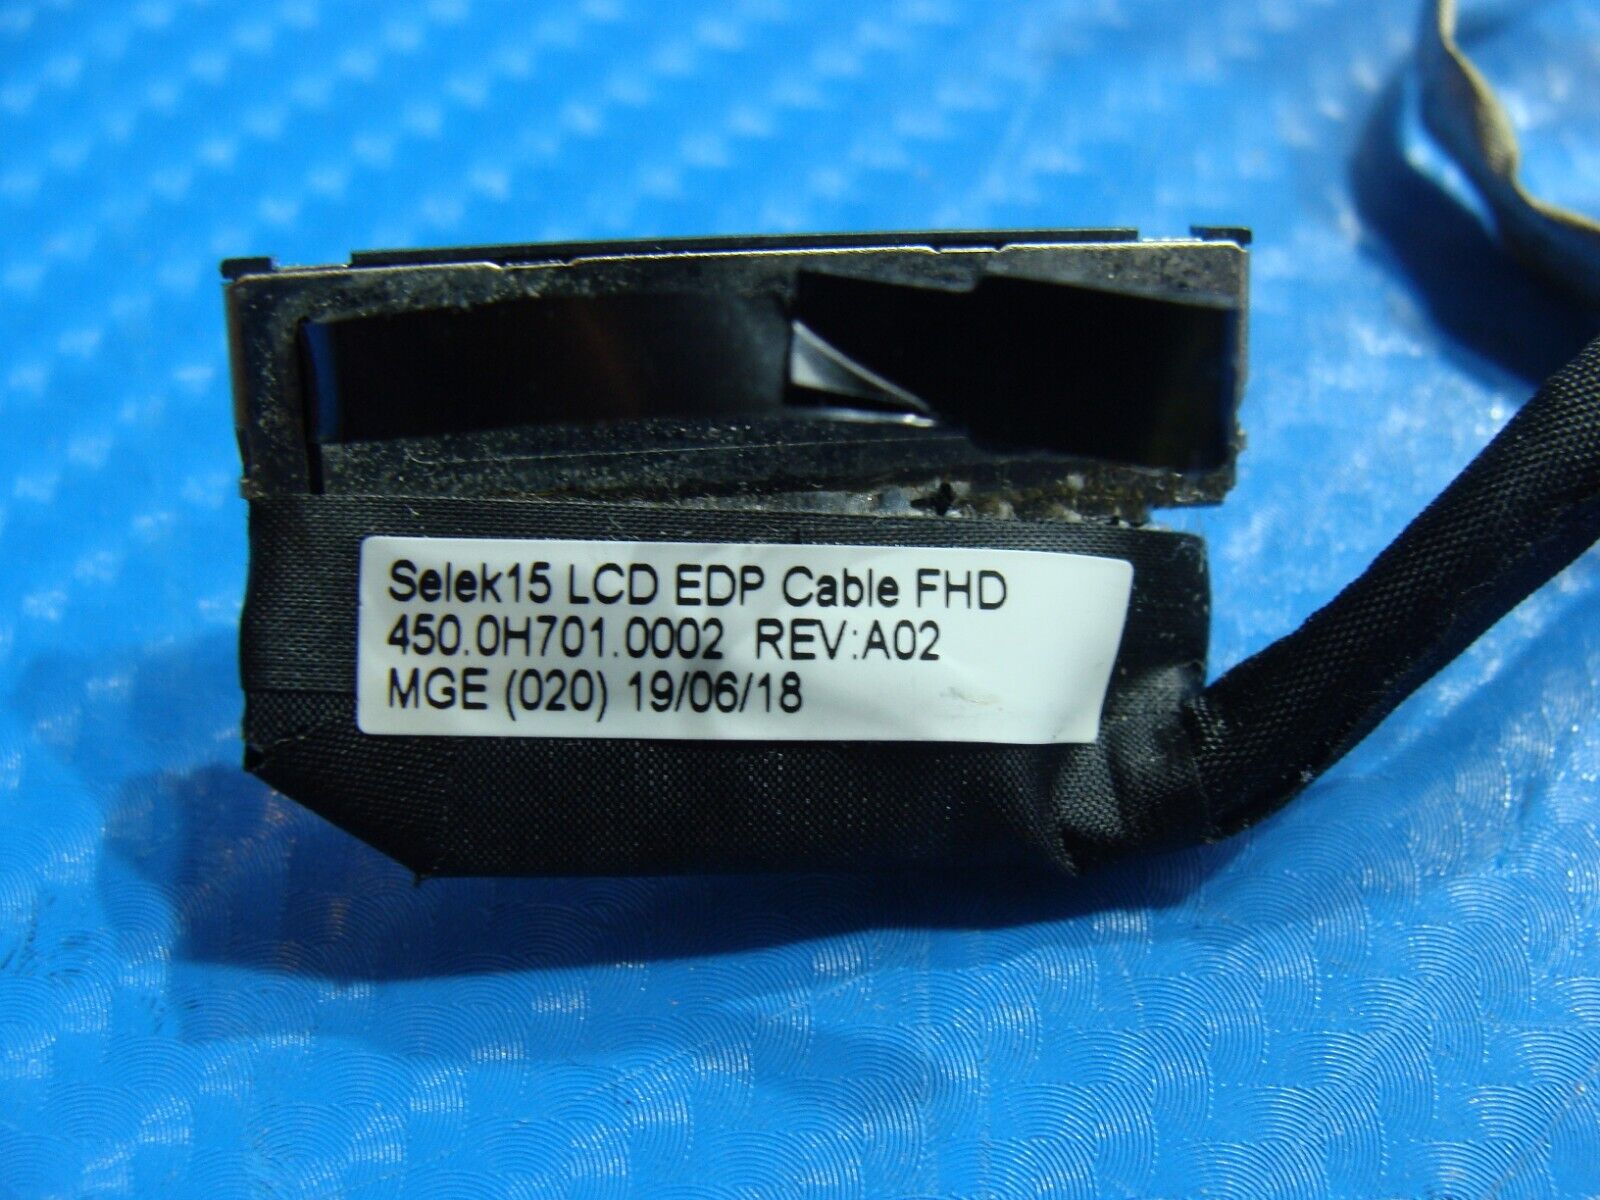 Selek15 LCD EDP Cable FHD
450.0H701.0002 REV:A02
MGE (020) 19/06/18